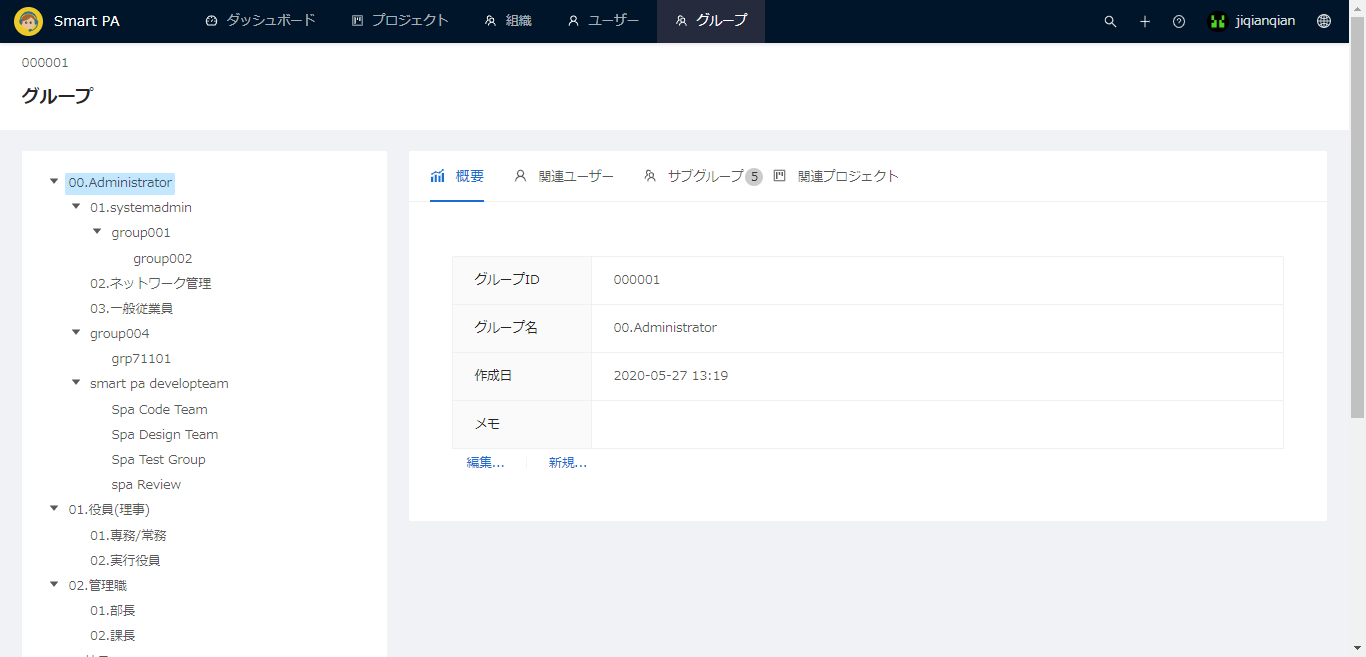 Smart PA ダッシュボード プロジェクト 組織 ユーザー グループ jiqianqian
000001
グループ
00.Administrator
01.systemadmin
group001
group002
02.ネットワーク管理
03.一般従業員
group004
grp71101
smart pa developteam
Spa Code Team
Spa Design Team
Spa Test Group
spa Review
01.役員(理事)
01.専務/常務
02.実行役員
02.管理職
01.部長
02.課長
概要 関連ユーザー サブグループ 5 関連プロジェクト
グループID 000001
グループ名 00.Administrator
作成日 2020-05-27 13:19
メモ
編集... 新規...